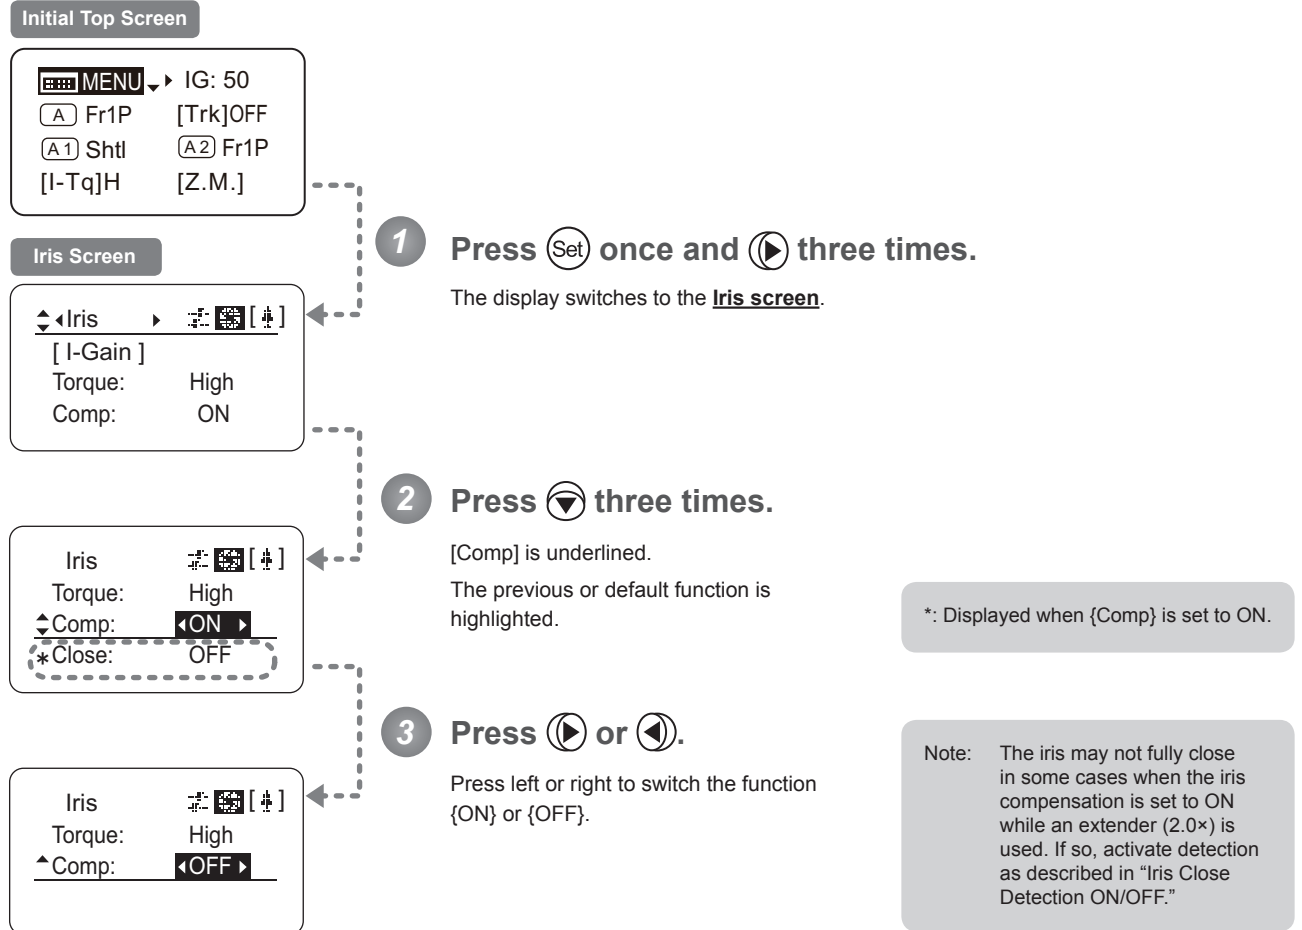 Initial Top Screen
MENU IG: 50
A Fr1P [Trk]OFF
A1 Shtl A2 Fr1P
[I-Tq]H [Z.M.]
1 Press Set once and three times.
The display switches to the Iris screen.
Iris Screen
Iris [ ]
[ I-Gain ]
Torque: High
Comp: ON
2 Press three times.
[Comp] is underlined.
The previous or default function is
highlighted.
Iris [ ]
Torque: High
Comp: ON
*Close: OFF
*: Displayed when {Comp} is set to ON.
3 Press or .
Press left or right to switch the function
{ON} or {OFF}.
Iris [ ]
Torque: High
Comp: OFF
Note: The iris may not fully close
in some cases when the iris
compensation is set to ON
while an extender (2.0×) is
used. If so, activate detection
as described in “Iris Close
Detection ON/OFF.”